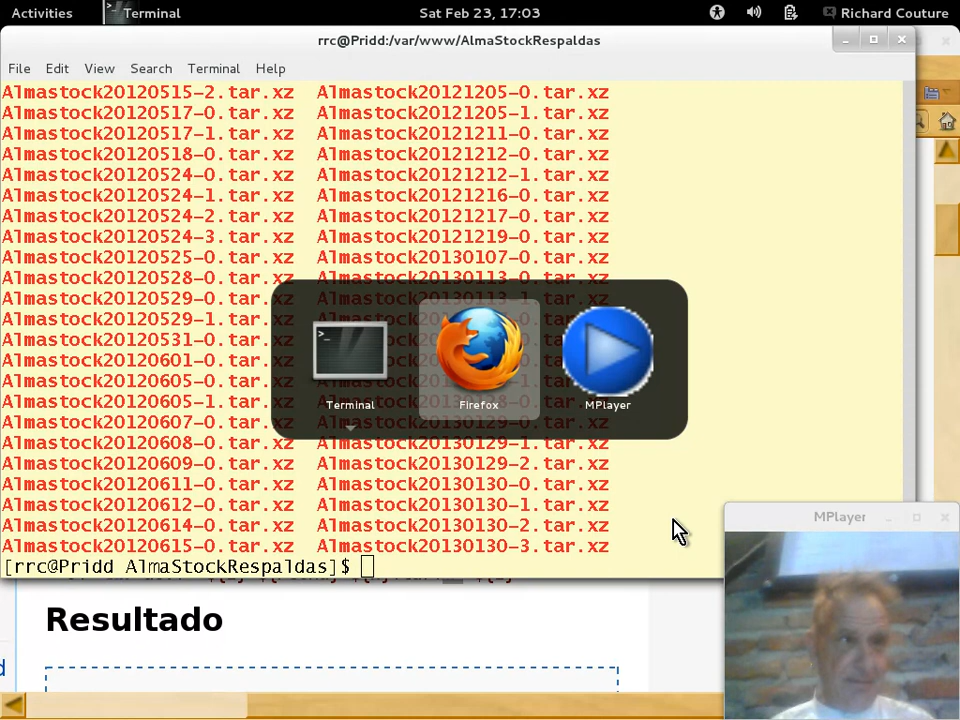 Activities Terminal Sat Feb 23, 17:03 Richard Couture
rrc@Pridd:/var/www/AlmaStockRespaldas
File Edit View Search Terminal Help
Almastock20120515-2.tar.xz Almastock20121205-0.tar.xz
Almastock20120517-0.tar.xz Almastock20121205-1.tar.xz
Almastock20120517-1.tar.xz Almastock20121211-0.tar.xz
Almastock20120518-0.tar.xz Almastock20121212-0.tar.xz
Almastock20120524-0.tar.xz Almastock20121212-1.tar.xz
Almastock20120524-1.tar.xz Almastock20121216-0.tar.xz
Almastock20120524-2.tar.xz Almastock20121217-0.tar.xz
Almastock20120524-3.tar.xz Almastock20121219-0.tar.xz
Almastock20120525-0.tar.xz Almastock20130107-0.tar.xz
Almastock20120528-0.tar.xz Almastock20130113-0.tar.xz
Almastock20120529-0.tar.xz
Almastock20120529-1.tar.xz
Almastock20120531-0.tar.xz
Almastock20120601-0.tar.xz
Almastock20120605-0.tar.xz
Almastock20120605-1.tar.xz
Terminal Firefox MPlayer
Almastock20120607-0.tar.xz
Almastock20120608-0.tar.xz Almastock20130129-1.tar.xz
Almastock20120609-0.tar.xz Almastock20130129-2.tar.xz
Almastock20120611-0.tar.xz Almastock20130130-0.tar.xz
Almastock20120612-0.tar.xz Almastock20130130-1.tar.xz
Almastock20120614-0.tar.xz Almastock20130130-2.tar.xz
Almastock20120615-0.tar.xz Almastock20130130-3.tar.xz
[rrc@Pridd AlmaStockRespaldas]$
MPlayer
Resultado